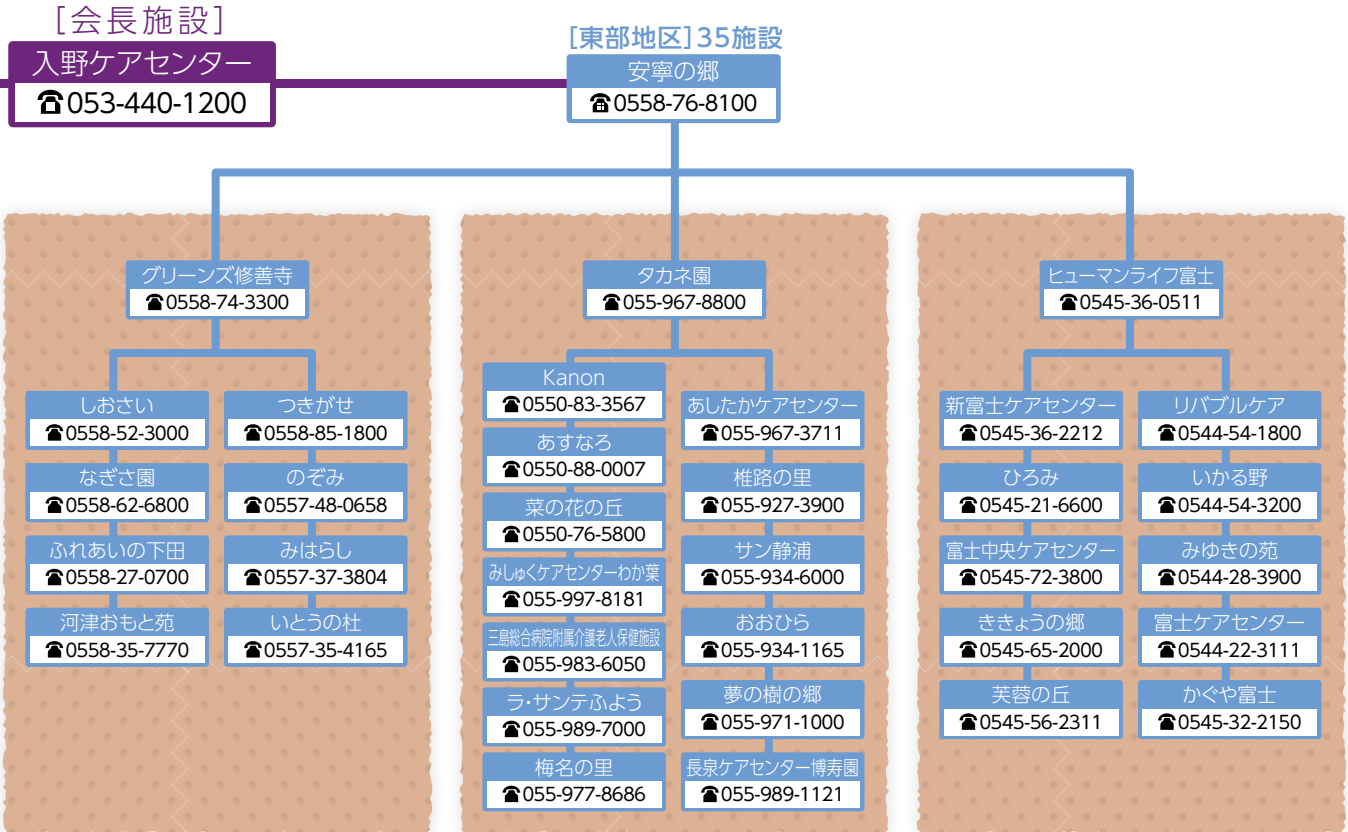 [会長施設]
入野ケアセンター
☎053-440-1200
[東部地区]35施設
安寧の郷
☎0558-76-8100
グリーンズ修善寺
☎0558-74-3300
しおさい
☎0558-52-3000
なぎさ園
☎0558-62-6800
ふれあいの下田
☎0558-27-0700
河津おもと苑
☎0558-35-7770
つきがせ
☎0558-85-1800
のぞみ
☎0557-48-0658
みはらし
☎0557-37-3804
いとうの杜
☎0557-35-4165
タカネ園
☎055-967-8800
Kanon
☎0550-83-3567
あすなろ
☎0550-88-0007
菜の花の丘
☎0550-76-5800
みしゅくケアセンターわか葉
☎055-997-8181
三島総合病院附属介護老人保健施設
☎055-983-6050
ラ・サンテふよう
☎055-989-7000
梅名の里
☎055-977-8686
あしたかケアセンター
☎055-967-3711
椎路の里
☎055-927-3900
サン静浦
☎055-934-6000
おおひら
☎055-934-1165
夢の樹の郷
☎055-971-1000
長泉ケアセンター博寿園
☎055-989-1121
ヒューマンライフ富士
☎0545-36-0511
新富士ケアセンター
☎0545-36-2212
ひろみ
☎0545-21-6600
富士中央ケアセンター
☎0545-72-3800
ききょうの郷
☎0545-65-2000
芙蓉の丘
☎0545-56-2311
リバブルケア
☎0544-54-1800
いかる野
☎0544-54-3200
みゆきの苑
☎0544-28-3900
富士ケアセンター
☎0544-22-3111
かぐや富士
☎0545-32-2150